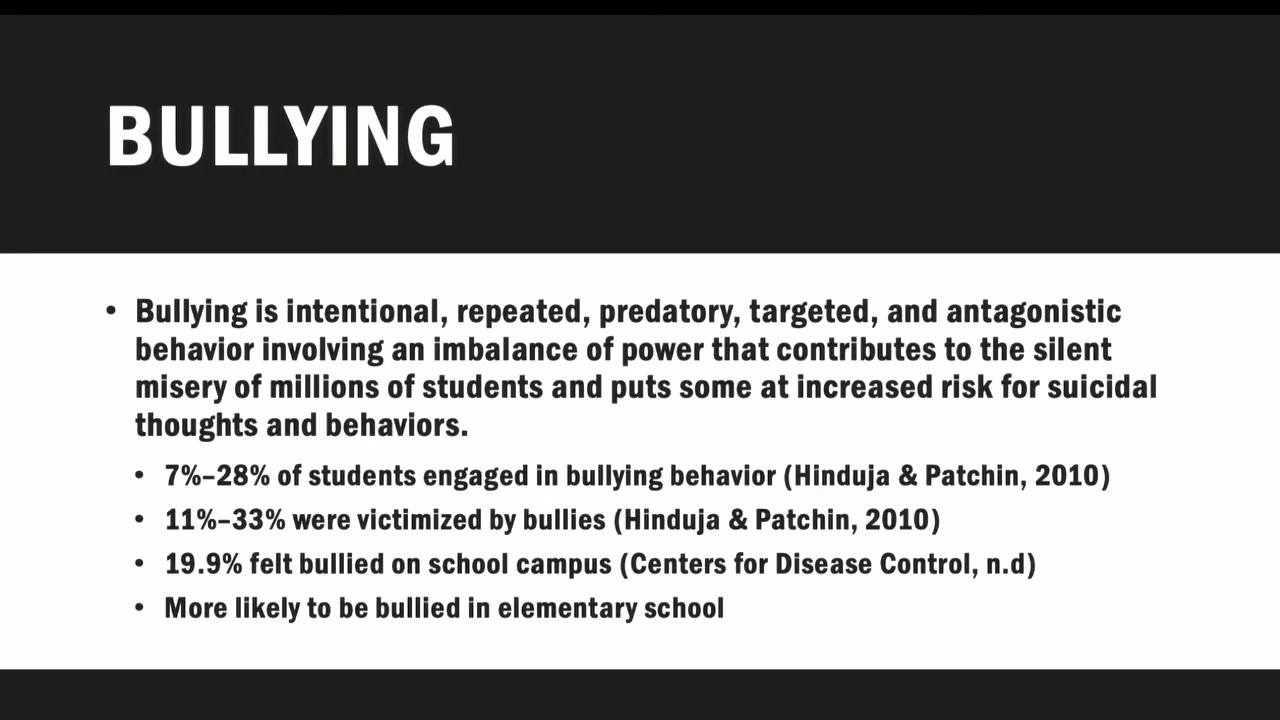 BULLYING
• Bullying is intentional, repeated, predatory, targeted, and antagonistic
behavior involving an imbalance of power that contributes to the silent
misery of millions of students and puts some at increased risk for suicidal
thoughts and behaviors.
• 7%–28% of students engaged in bullying behavior (Hinduja & Patchin, 2010)
• 11%–33% were victimized by bullies (Hinduja & Patchin, 2010)
• 19.9% felt bullied on school campus (Centers for Disease Control, n.d)
• More likely to be bullied in elementary school